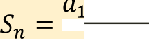 Sₙ = a₁